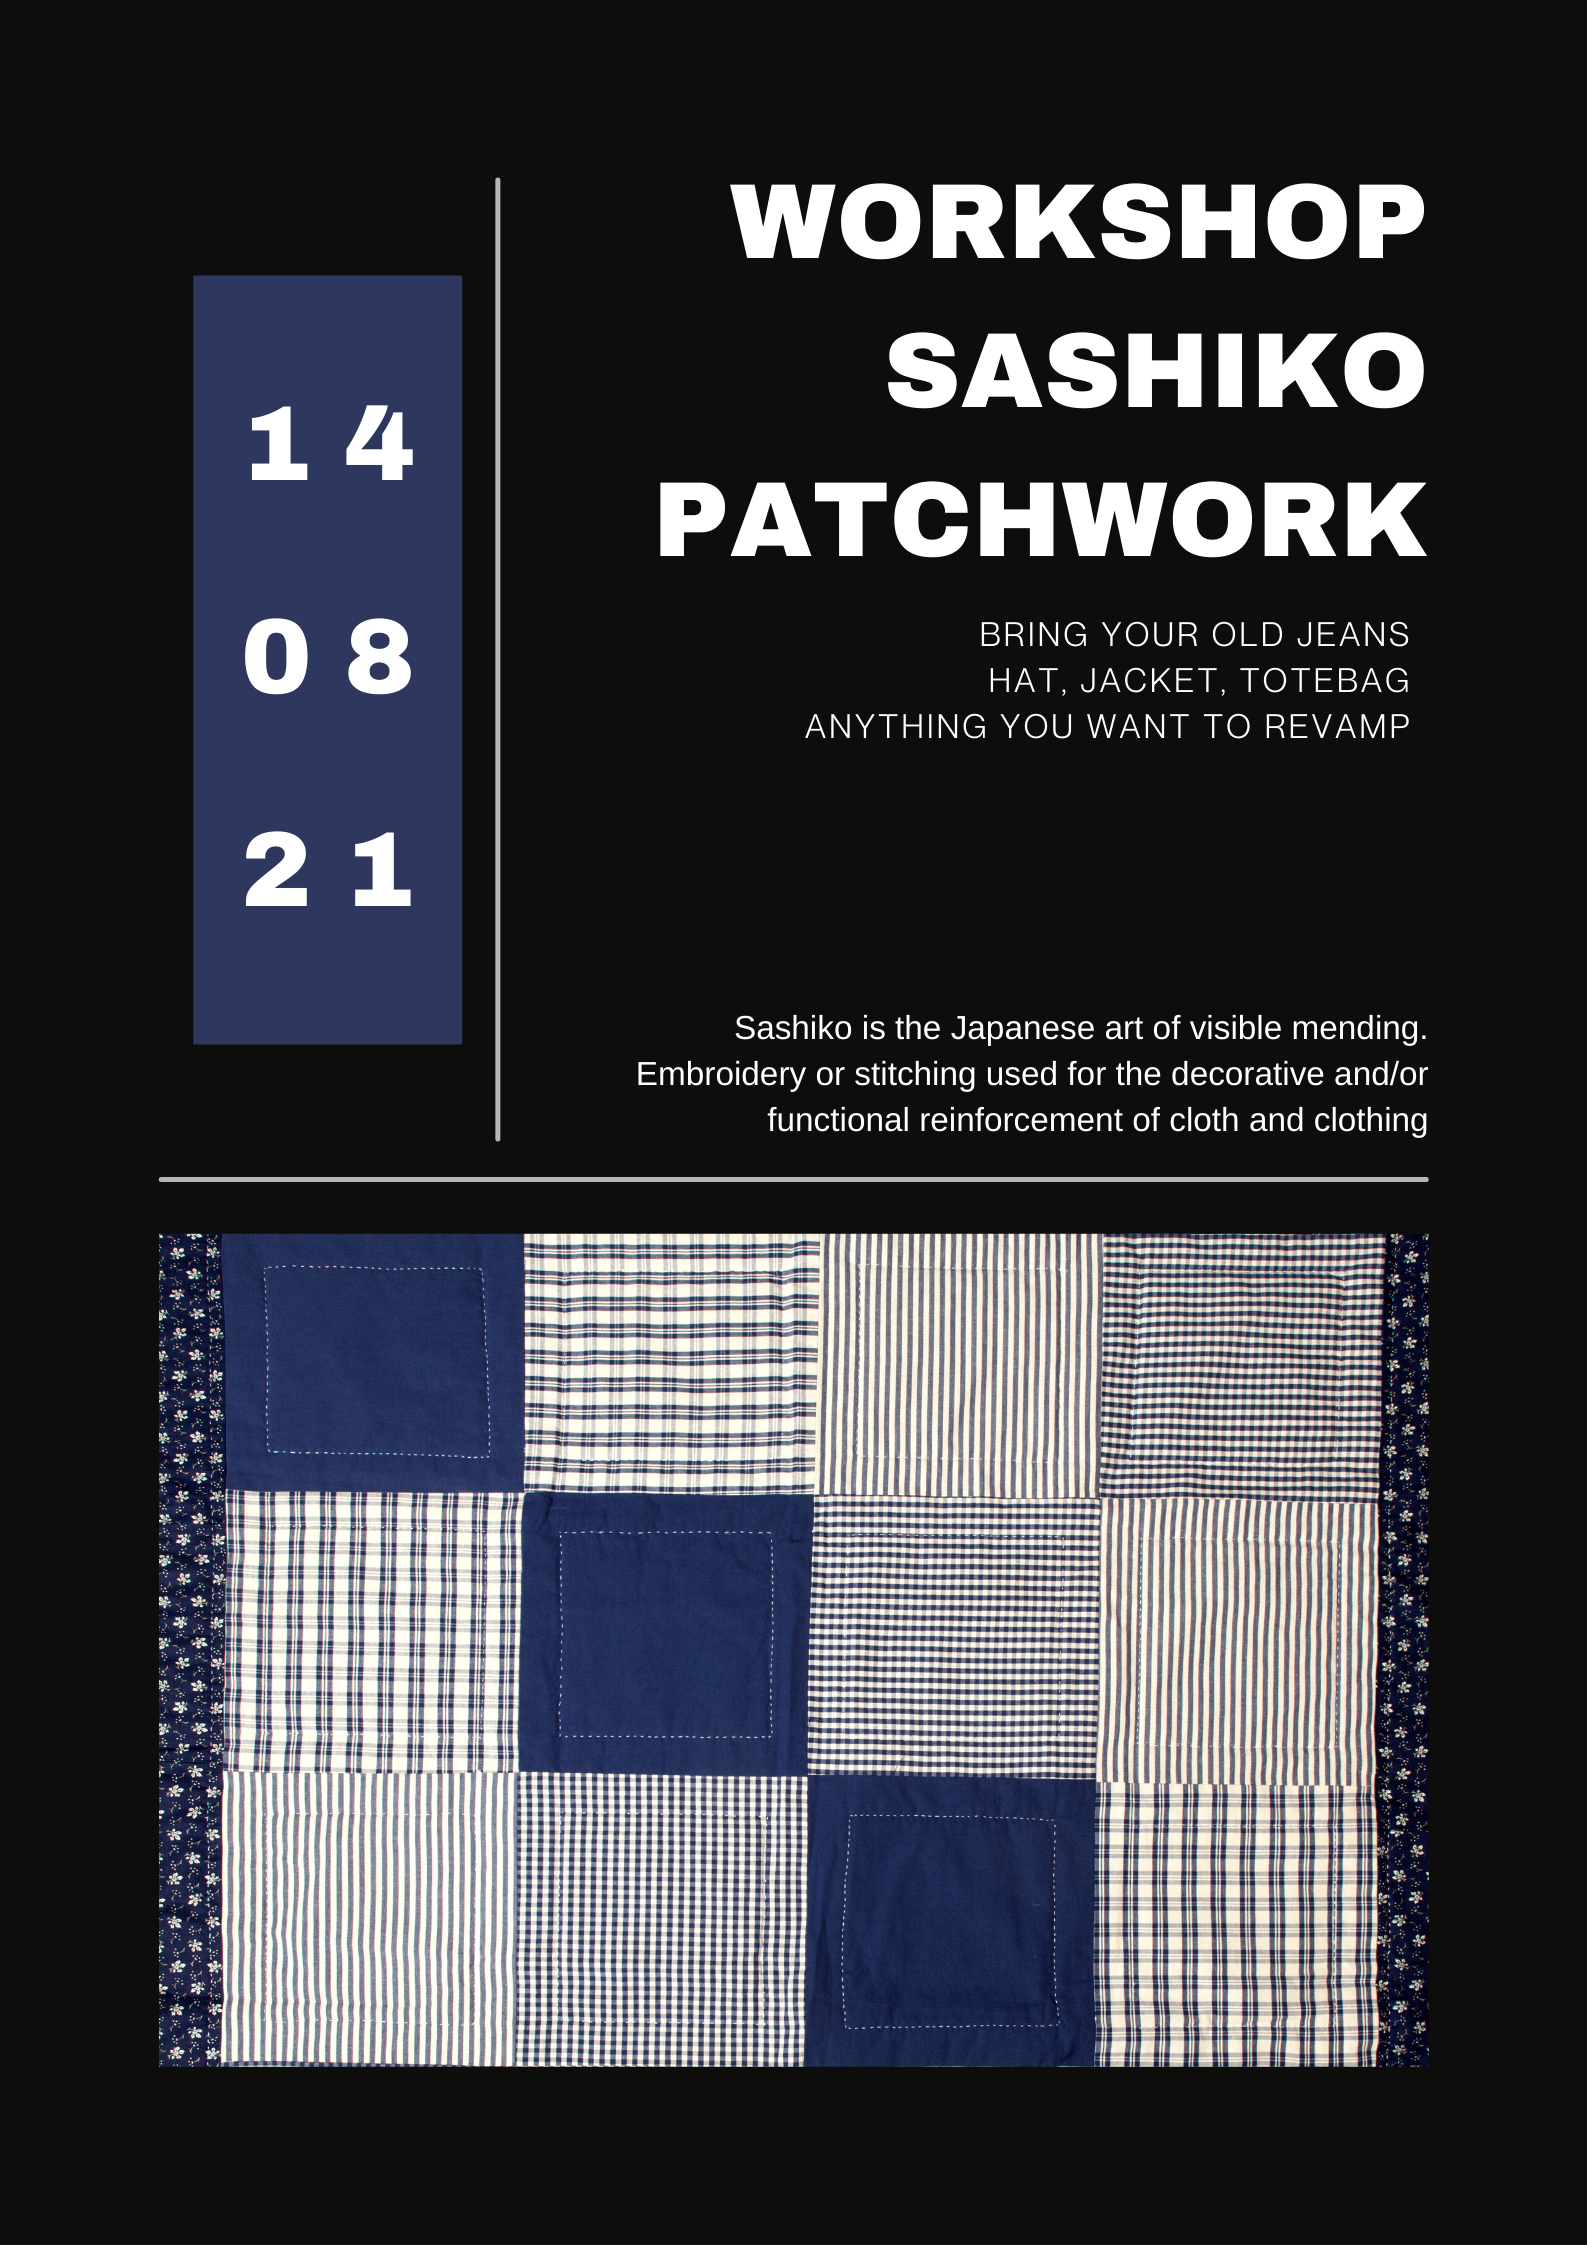 WORKSHOP
SASHIKO
PATCHWORK
14
08
21
BRING YOUR OLD JEANS
HAT, JACKET, TOTEBAG
ANYTHING YOU WANT TO REVAMP
Sashiko is the Japanese art of visible mending.
Embroidery or stitching used for the decorative and/or
functional reinforcement of cloth and clothing